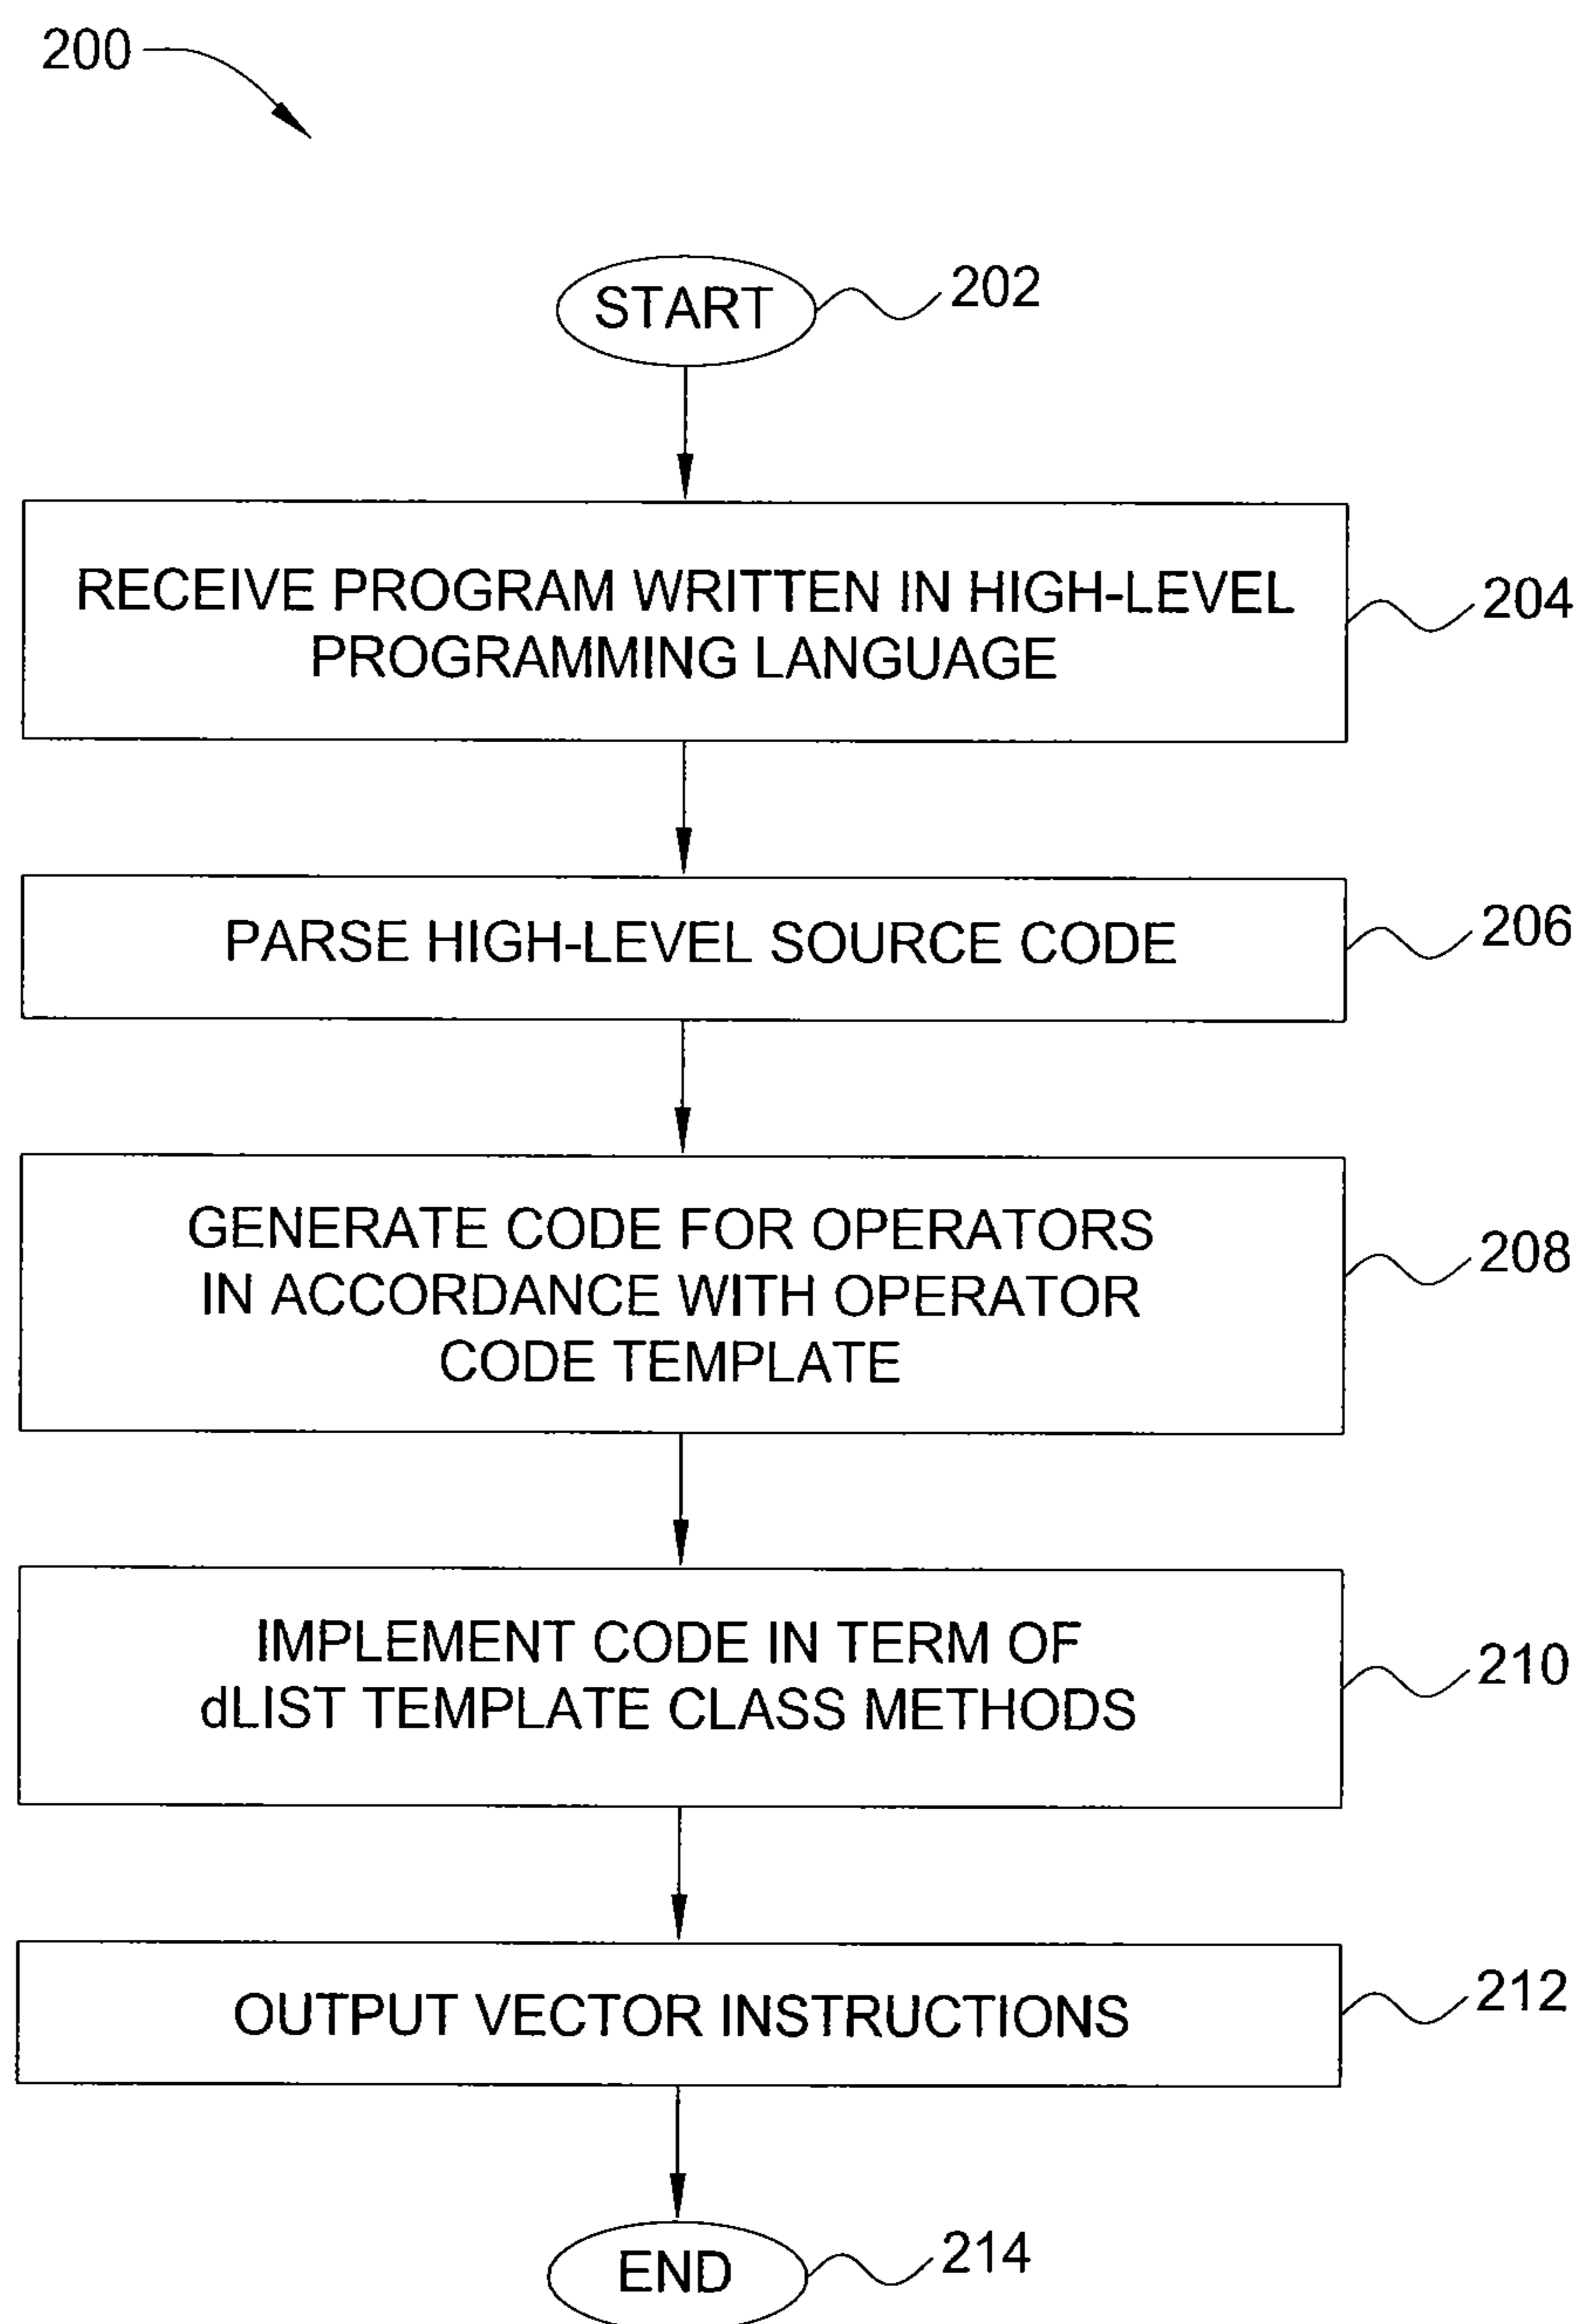 200
START
202
RECEIVE PROGRAM WRITTEN IN HIGH-LEVEL
PROGRAMMING LANGUAGE
204
PARSE HIGH-LEVEL SOURCE CODE
206
GENERATE CODE FOR OPERATORS
IN ACCORDANCE WITH OPERATOR
CODE TEMPLATE
208
IMPLEMENT CODE IN TERM OF
dLIST TEMPLATE CLASS METHODS
210
OUTPUT VECTOR INSTRUCTIONS
212
END
214